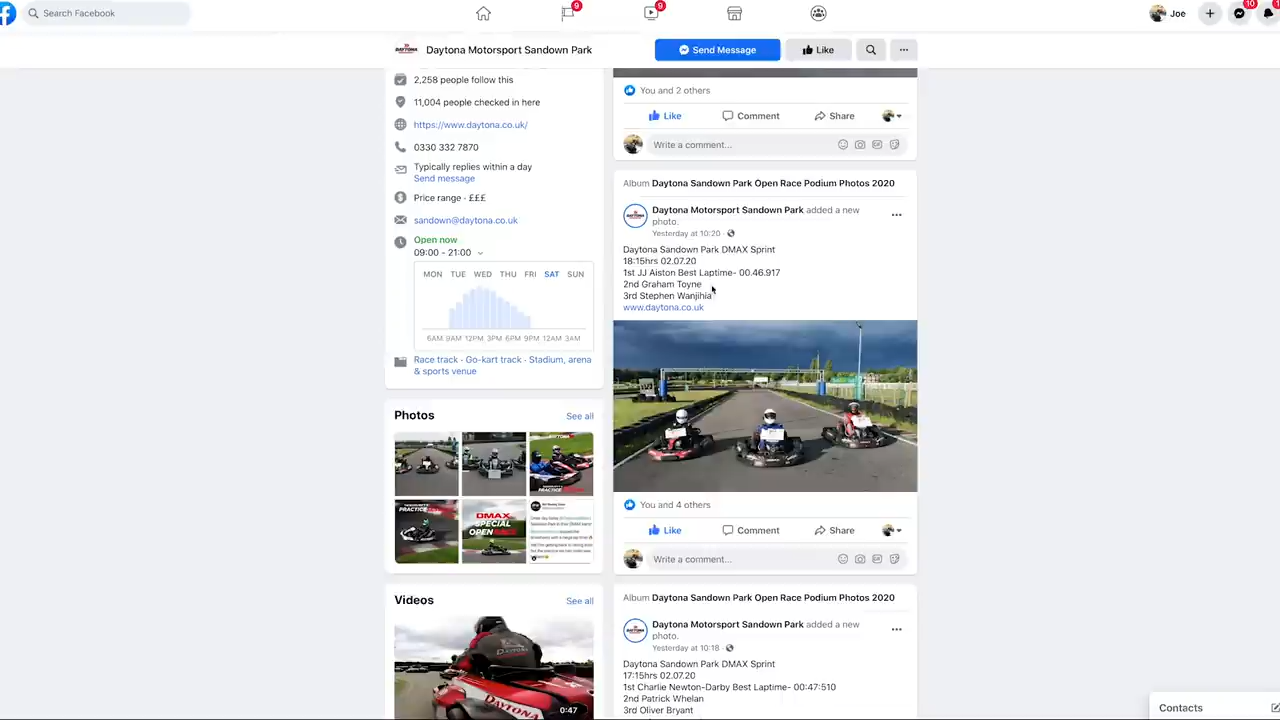 Search Facebook
9
9
Joe
10
Daytona Motorsport Sandown Park
Send Message
Like
2,258 people follow this
11,004 people checked in here
https://www.daytona.co.uk/
0330 332 7870
Typically replies within a day
Send message
Price range · £££
sandown@daytona.co.uk
Open now
09:00 - 21:00
MON TUE WED THU FRI SAT SUN
6AM 9AM 12PM 3PM 6PM 9PM 12AM 3AM
Race track · Go-kart track · Stadium, arena
& sports venue
Photos
See all
PRACTICE
PRACTICE
DMAX
SPECIAL
OPEN
Videos
See all
DAYTONA
0:47
You and 2 others
Like
Comment
Share
Write a comment...
Album Daytona Sandown Park Open Race Podium Photos 2020
Daytona Motorsport Sandown Park added a new
photo.
Yesterday at 10:20 ·
Daytona Sandown Park DMAX Sprint
18:15hrs 02.07.20
1st JJ Aiston Best Laptime- 00.46.917
2nd Graham Toyne
3rd Stephen Wanjihia
www.daytona.co.uk
You and 4 others
Like
Comment
Share
Write a comment...
Album Daytona Sandown Park Open Race Podium Photos 2020
Daytona Motorsport Sandown Park added a new
photo.
Yesterday at 10:18 ·
Daytona Sandown Park DMAX Sprint
17:15hrs 02.07.20
1st Charlie Newton-Darby Best Laptime- 00:47:510
2nd Patrick Whelan
3rd Oliver Bryant
Contacts